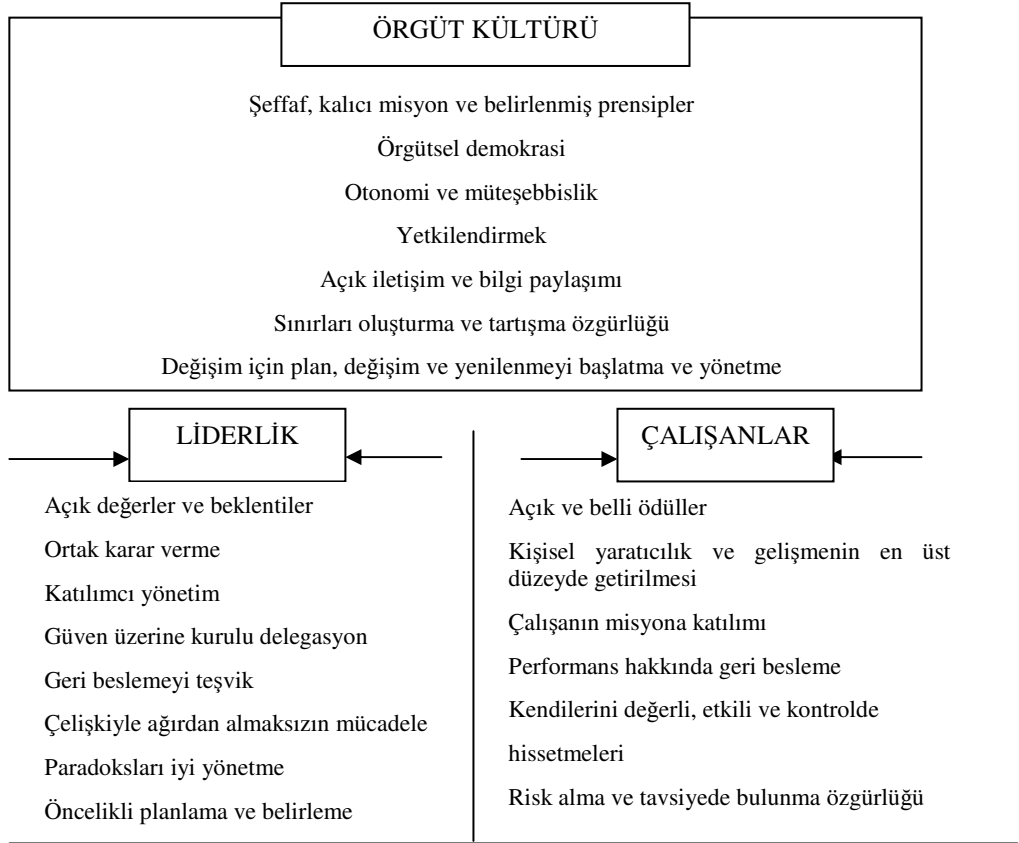 ÖRGÜT KÜLTÜRÜ
Şeffaf, kalıcı misyon ve belirlenmiş prensipler
Örgütsel demokrasi
Otonomi ve müteşebbislik
Yetkilendirmek
Açık iletişim ve bilgi paylaşımı
Sınırları oluşturma ve tartışma özgürlüğü
Değişim için plan, değişim ve yenilenmeyi başlatma ve yönetme
LİDERLİK
Açık değerler ve beklentiler
Ortak karar verme
Katılımcı yönetim
Güven üzerine kurulu delegasyon
Geri beslemeyi teşvik
Çelişkiyle ağırdan almaksızın mücadele
Paradoksları iyi yönetme
Öncelikli planlama ve belirleme
ÇALIŞANLAR
Açık ve belli ödüller
Kişisel yaratıcılık ve gelişmenin en üst
düzeyde getirilmesi
Çalışanın misyona katılımı
Performans hakkında geri besleme
Kendilerini değerli, etkili ve kontrolde
hissetmeleri
Risk alma ve tavsiyede bulunma özgürlüğü